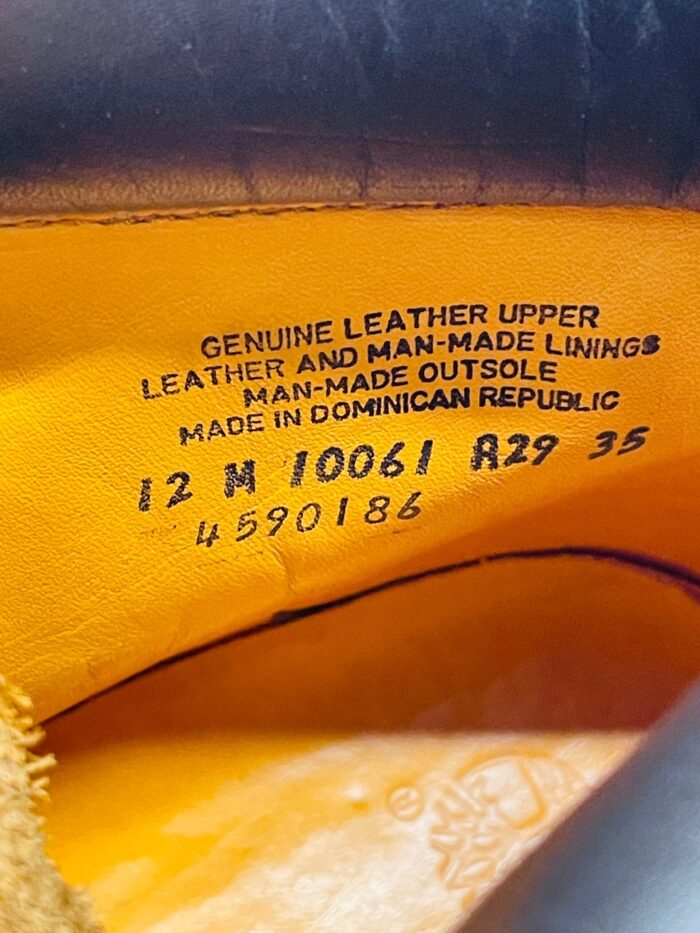 GENUINE LEATHER UPPER
LEATHER AND MAN-MADE LININGS
MAN-MADE OUTSOLE
MADE IN DOMINICAN REPUBLIC
12 M 10061 A29 35
4590186
®